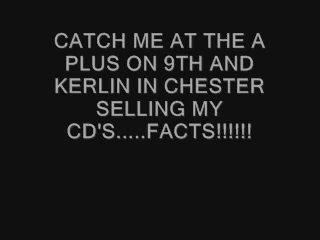 CATCH ME AT THE A
PLUS ON 9TH AND
KERLIN IN CHESTER
SELLING MY
CD'S.....FACTS!!!!!!